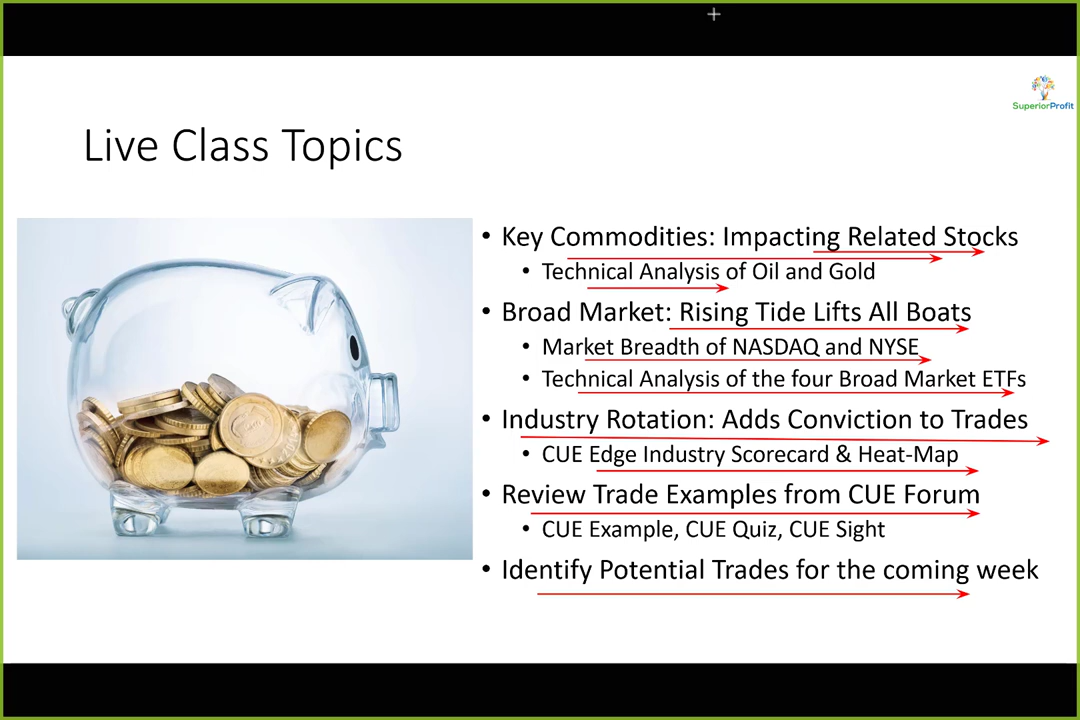 SuperiorProfit
Live Class Topics
• Key Commodities: Impacting Related Stocks
• Technical Analysis of Oil and Gold
• Broad Market: Rising Tide Lifts All Boats
• Market Breadth of NASDAQ and NYSE
• Technical Analysis of the four Broad Market ETFs
• Industry Rotation: Adds Conviction to Trades
• CUE Edge Industry Scorecard & Heat-Map
• Review Trade Examples from CUE Forum
• CUE Example, CUE Quiz, CUE Sight
• Identify Potential Trades for the coming week